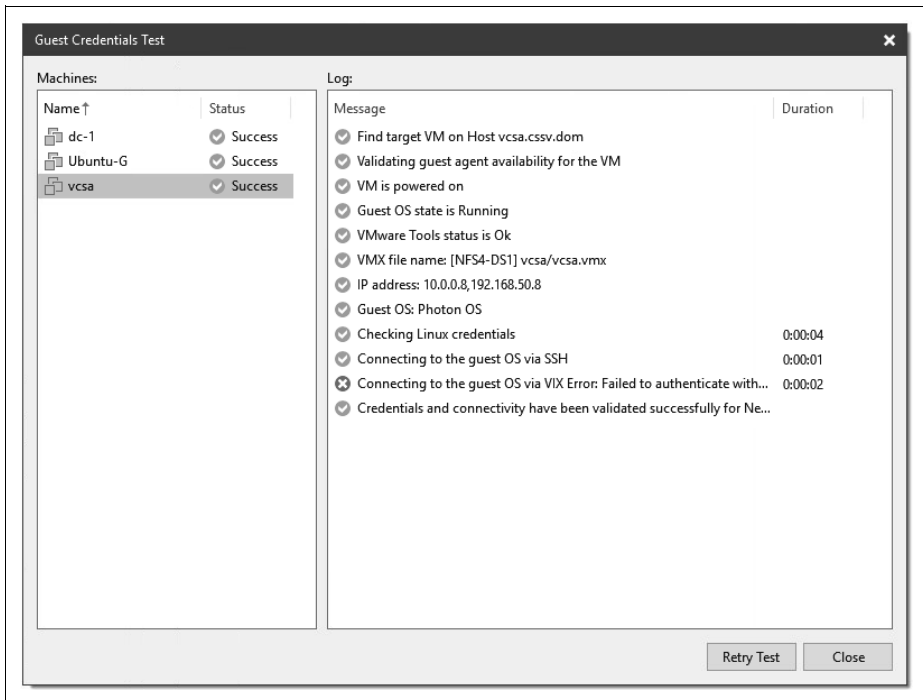 Guest Credentials Test
Machines:
Name↑ Status
dc-1 Success
Ubuntu-G Success
vcsa Success
Log:
Message Duration
Find target VM on Host vcsa.cssv.dom
Validating guest agent availability for the VM
VM is powered on
Guest OS state is Running
VMware Tools status is Ok
VMX file name: [NFS4-DS1] vcsa/vcsa.vmx
IP address: 10.0.0.8,192.168.50.8
Guest OS: Photon OS
Checking Linux credentials 0:00:04
Connecting to the guest OS via SSH 0:00:01
Connecting to the guest OS via VIX Error: Failed to authenticate with... 0:00:02
Credentials and connectivity have been validated successfully for Ne...
Retry Test Close